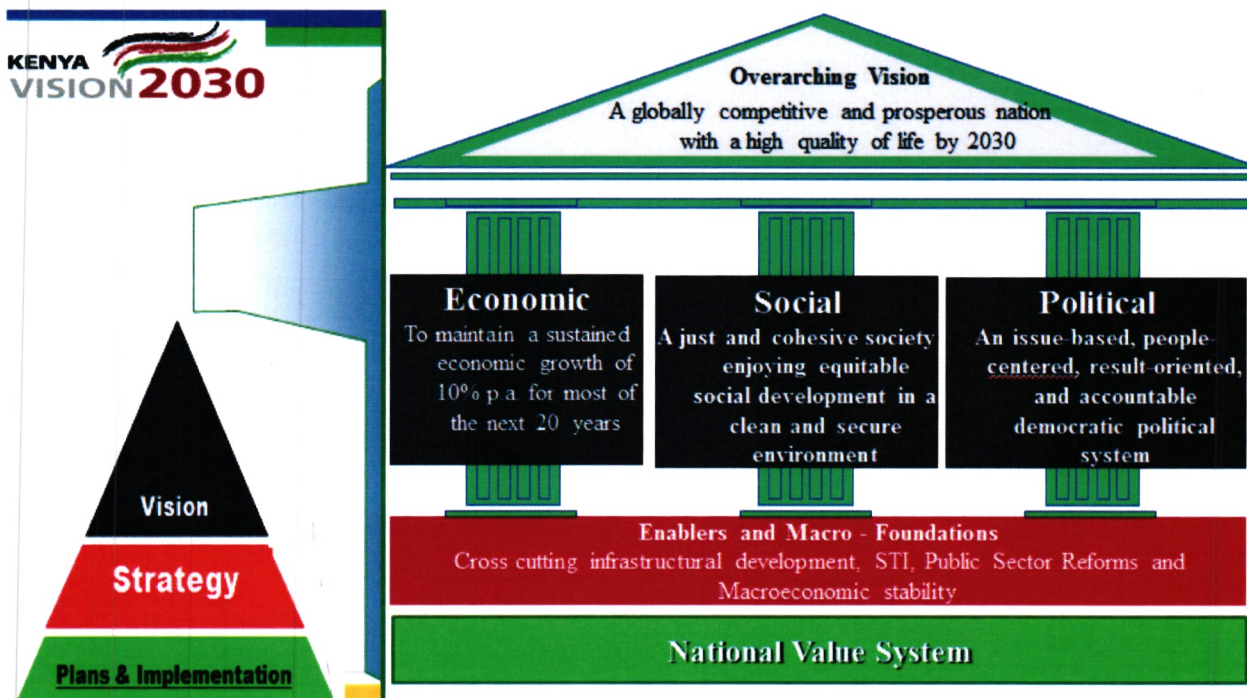 KENYA
VISION 2030
Overarching Vision
A globally competitive and prosperous nation
with a high quality of life by 2030
Economic
To maintain a sustained
economic growth of
10% p.a. for most of
the next 20 years
Social
A just and cohesive society
enjoying equitable
social development in a
clean and secure
environment
Political
An issue-based, people-
centered, result-oriented,
and accountable
democratic political
system
Vision
Strategy
Plans & Implementation
Enablers and Macro - Foundations
Cross cutting infrastructural development, STI, Public Sector Reforms and
Macroeconomic stability
National Value System